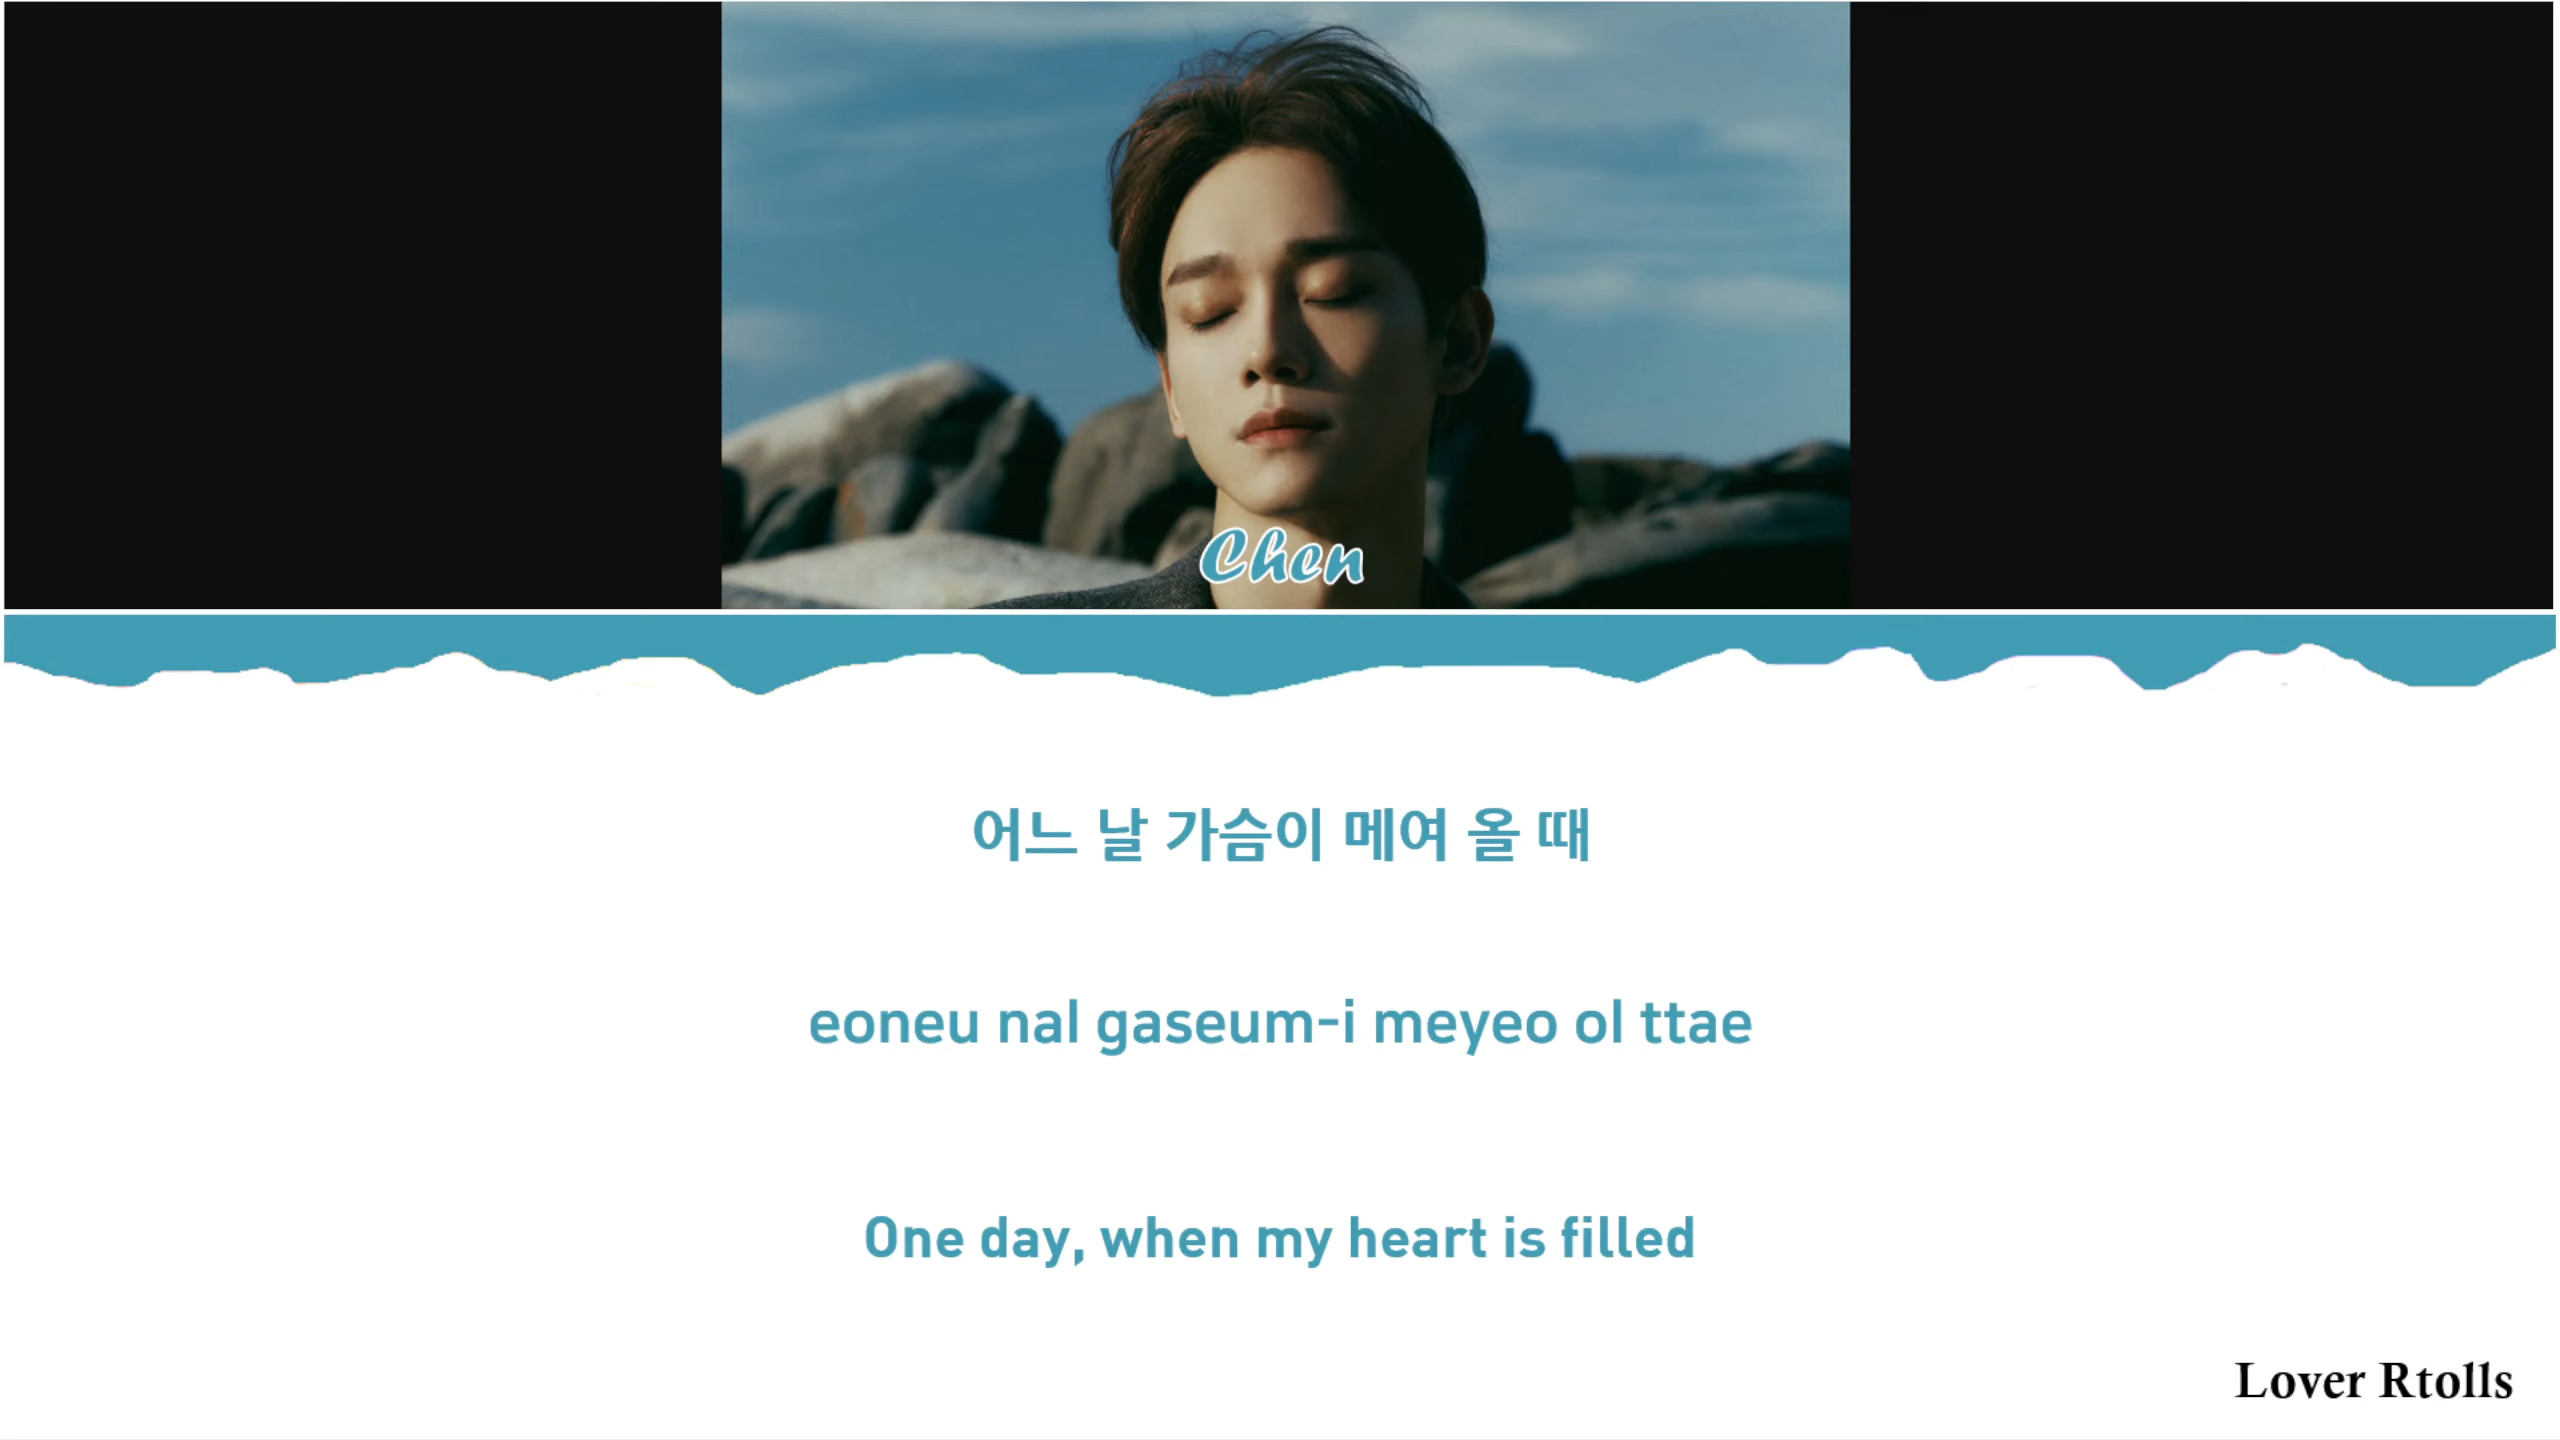 Chen
어느 날 가슴이 메여 올 때
eoneu nal gaseum-i meyeo ol ttae
One day, when my heart is filled
Lover Rtolls